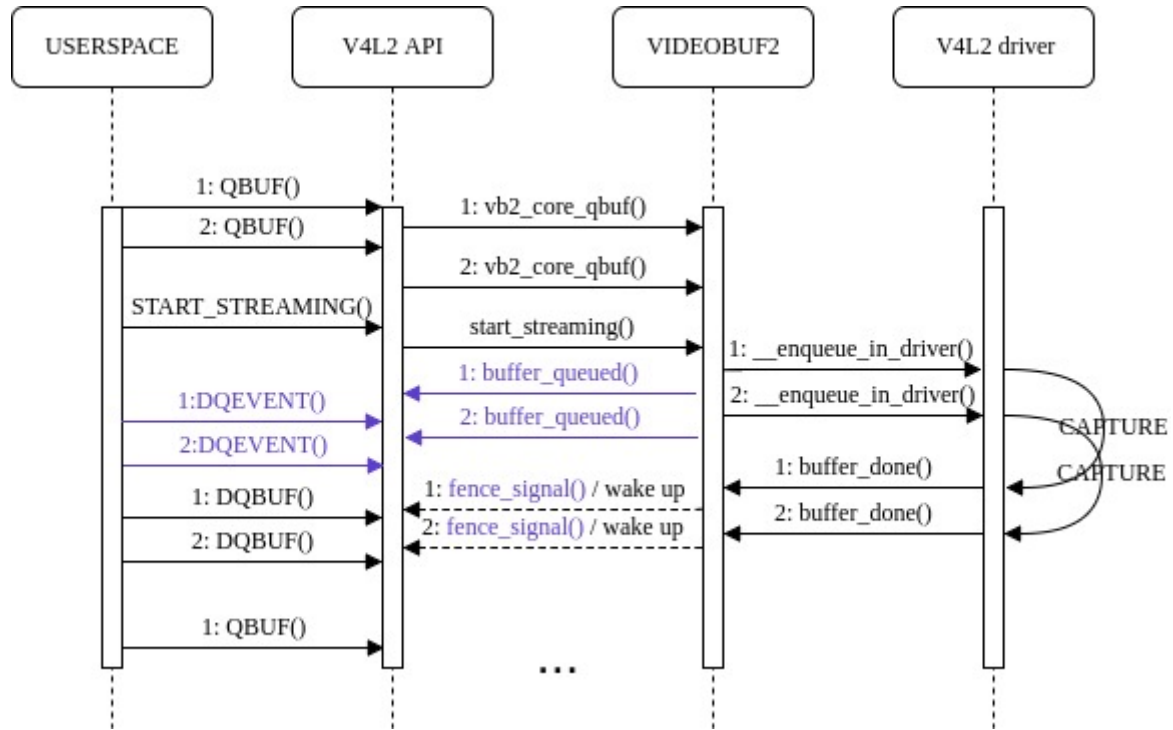 USERSPACE
V4L2 API
VIDEOBUF2
V4L2 driver
1: QBUF()
1: vb2_core_qbuf()
2: QBUF()
2: vb2_core_qbuf()
START_STREAMING()
start_streaming()
1: __enqueue_in_driver()
1: buffer_queued()
2: __enqueue_in_driver()
1:DQEVENT()
2: buffer_queued()
CAPTURE
2:DQEVENT()
1: buffer_done()
CAPTURE
1: DQBUF()
1: fence_signal() / wake up
2: buffer_done()
2: fence_signal() / wake up
2: DQBUF()
1: QBUF()
...